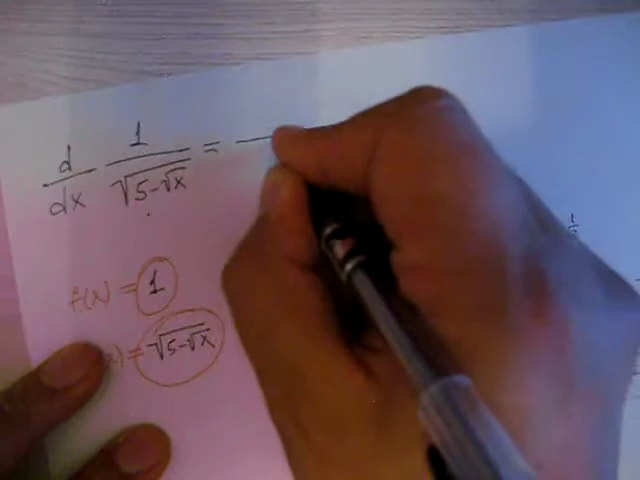 d/dx 1/√(5-√x) =
f(x) = 1
x) = √(5-√x)